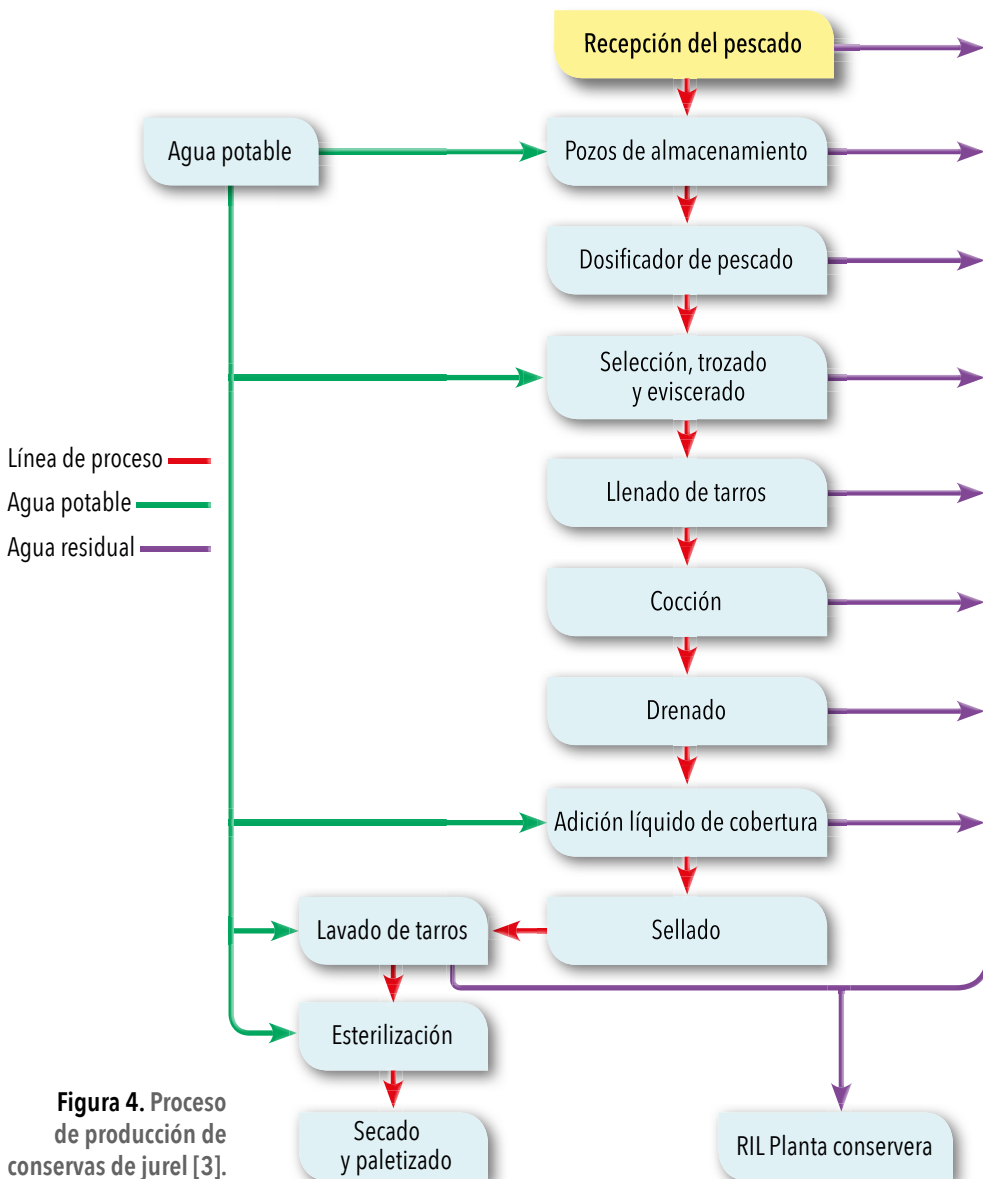 Recepción del pescado
Agua potable
Pozos de almacenamiento
Dosificador de pescado
Selección, trozado
y eviscerado
Línea de proceso
Agua potable
Agua residual
Llenado de tarros
Cocción
Drenado
Adición líquido de cobertura
Lavado de tarros
Sellado
Esterilización
Secado
y paletizado
RIL Planta conservera
Figura 4. Proceso
de producción de
conservas de jurel [3].